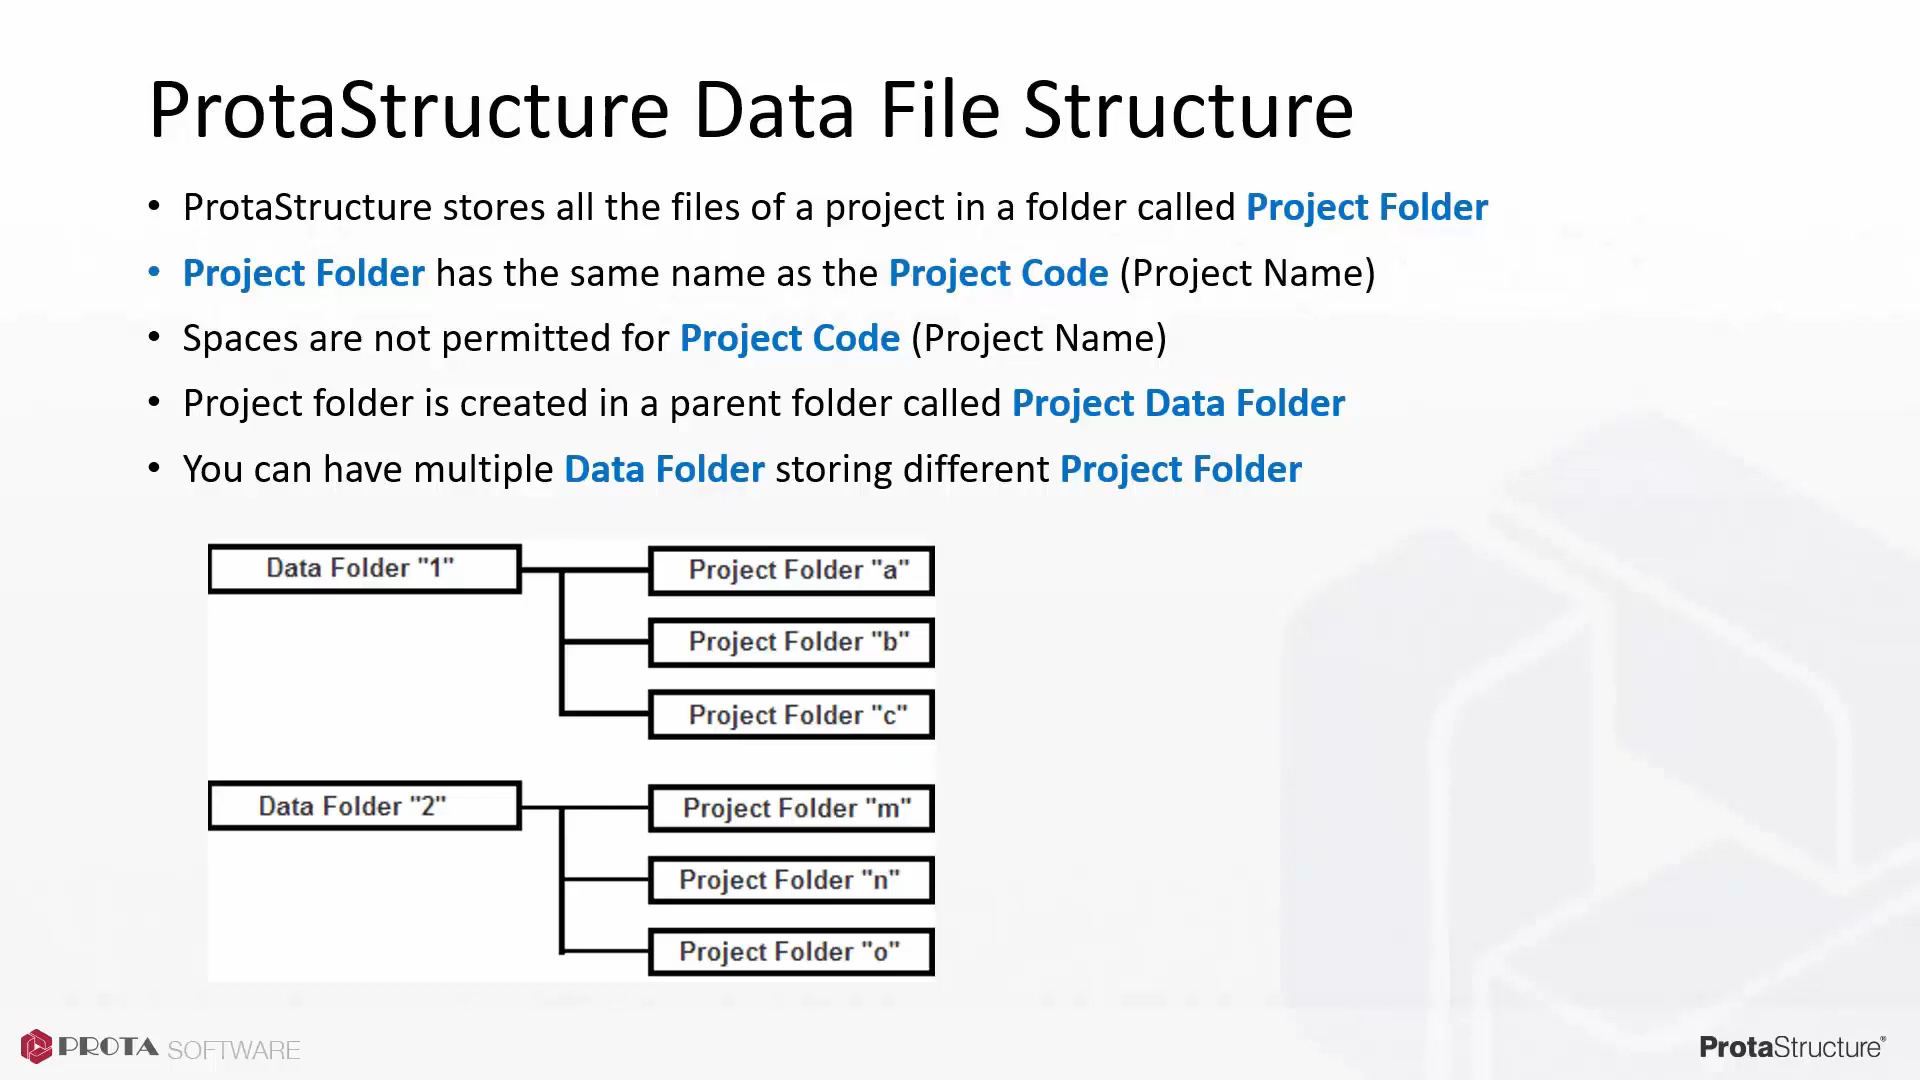 ProtaStructure Data File Structure
• ProtaStructure stores all the files of a project in a folder called Project Folder
• Project Folder has the same name as the Project Code (Project Name)
• Spaces are not permitted for Project Code (Project Name)
• Project folder is created in a parent folder called Project Data Folder
• You can have multiple Data Folder storing different Project Folder
Data Folder "1"
Project Folder "a"
Project Folder "b"
Project Folder "c"
Data Folder "2"
Project Folder "m"
Project Folder "n"
Project Folder "o"
PROTA SOFTWARE
ProtaStructure®